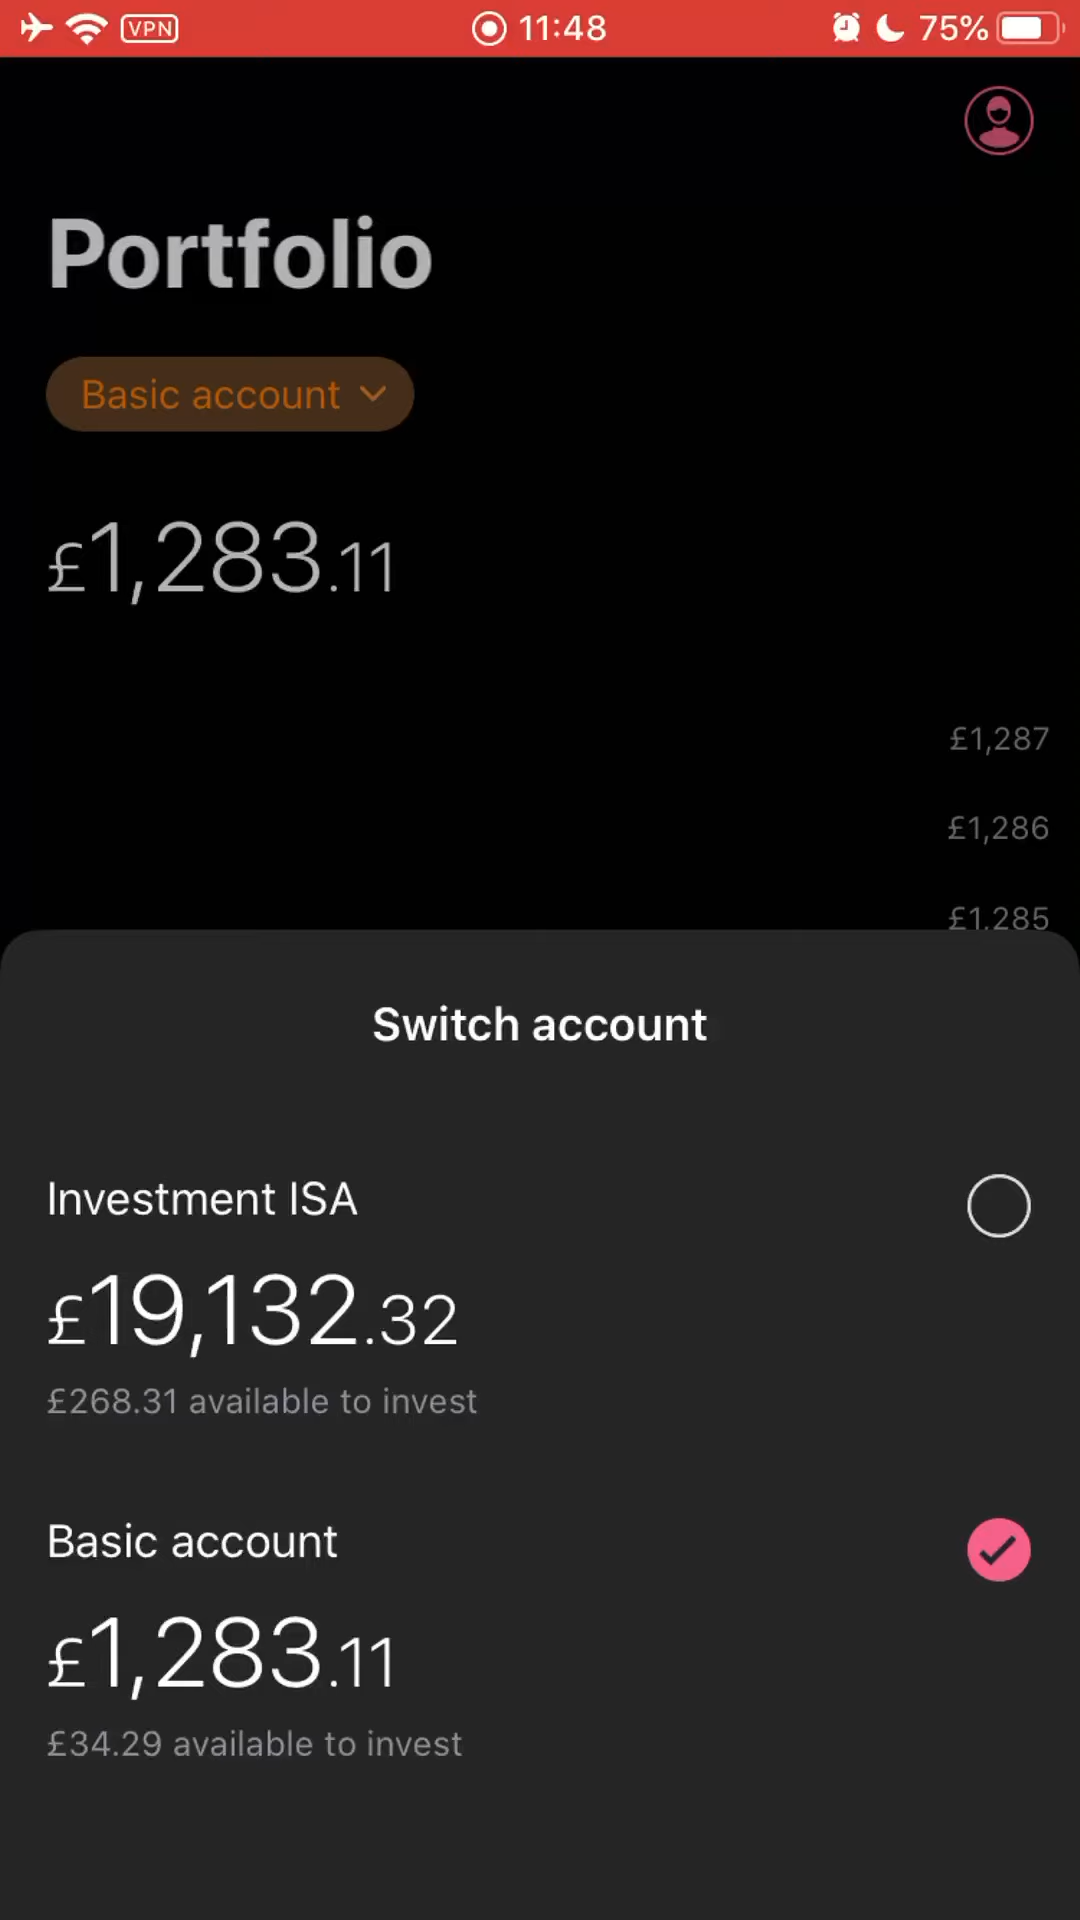 VPN 11:48 75%
Portfolio
Basic account
£1,283.11
£1,287
£1,286
£1,285
Switch account
Investment ISA
£19,132.32
£268.31 available to invest
Basic account
£1,283.11
£34.29 available to invest